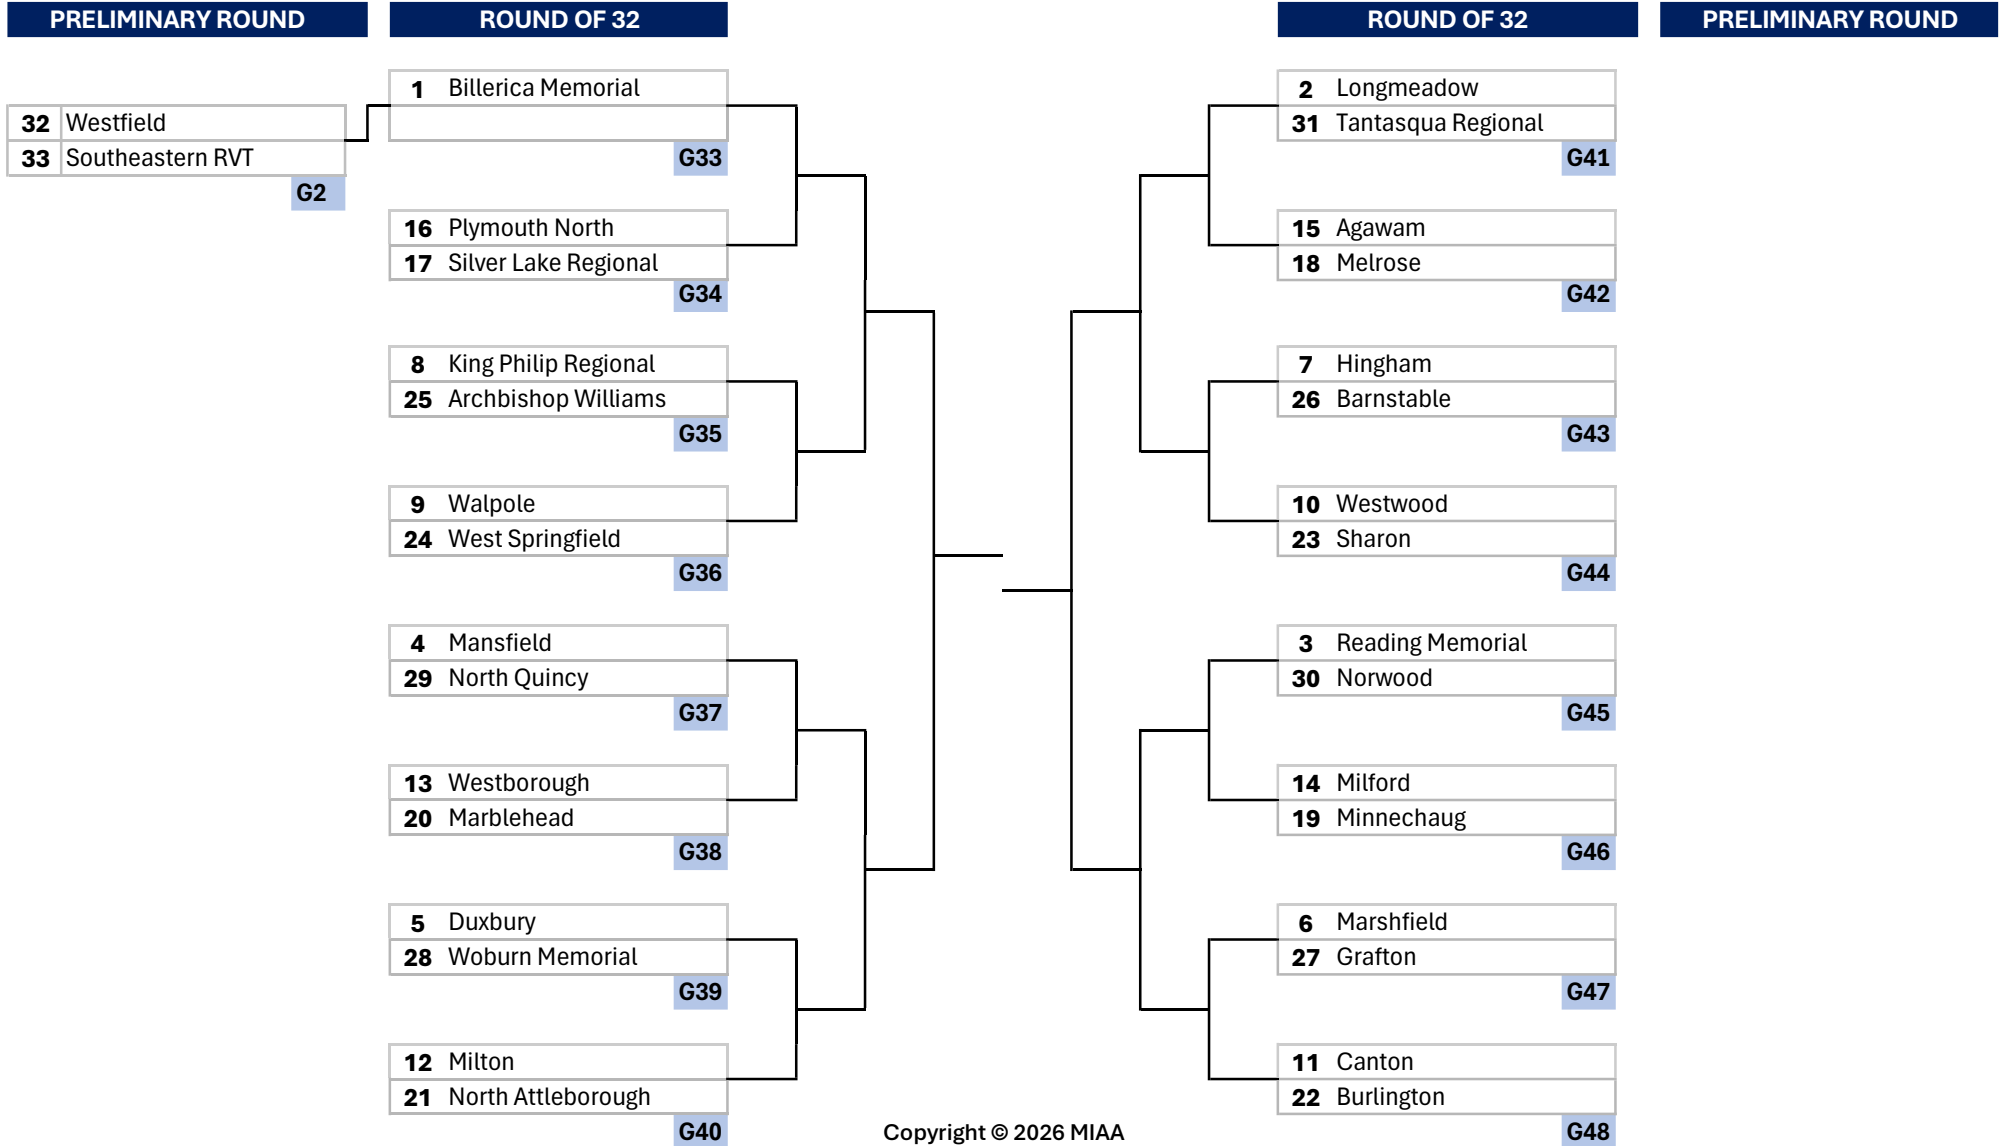 PRELIMINARY ROUND
ROUND OF 32
ROUND OF 32
PRELIMINARY ROUND
32 Westfield
33 Southeastern RVT
G2
1 Billerica Memorial
G33
16 Plymouth North
17 Silver Lake Regional
G34
8 King Philip Regional
25 Archbishop Williams
G35
9 Walpole
24 West Springfield
G36
4 Mansfield
29 North Quincy
G37
13 Westborough
20 Marblehead
G38
5 Duxbury
28 Woburn Memorial
G39
12 Milton
21 North Attleborough
G40
2 Longmeadow
31 Tantasqua Regional
G41
15 Agawam
18 Melrose
G42
7 Hingham
26 Barnstable
G43
10 Westwood
23 Sharon
G44
3 Reading Memorial
30 Norwood
G45
14 Milford
19 Minnechaug
G46
6 Marshfield
27 Grafton
G47
11 Canton
22 Burlington
G48
Copyright © 2026 MIAA